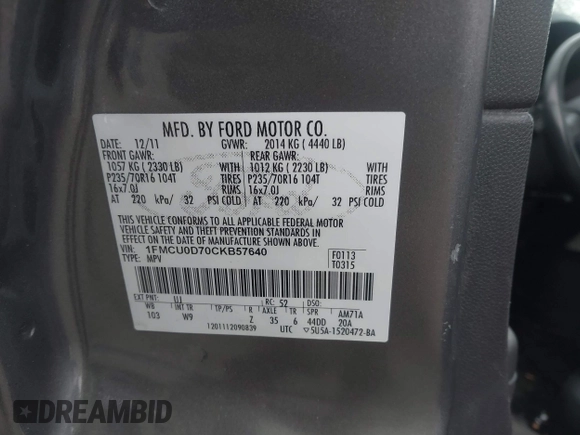 MFD. BY FORD MOTOR CO.
DATE: 12/11 GVWR: 2014 KG ( 4440 LB)
FRONT GAWR: REAR GAWR:
1057 KG ( 2330 LB) WITH 1012 KG ( 2230 LB) WITH
P235/70R16 104T TIRES P235/70R16 104T TIRES
16x7.0J RIMS 16x7.0J RIMS
AT 220 kPa/ 32 PSI COLD AT 220 kPa/ 32 PSI COLD
THIS VEHICLE CONFORMS TO ALL APPLICABLE FEDERAL MOTOR
VEHICLE SAFETY AND THEFT PREVENTION STANDARDS IN EFFECT ON THE
DATE OF MANUFACTURE SHOWN ABOVE.
VIN: 1FMCU0D70CKB57640
TYPE: MPV
F0113
T0315
EXT PNT: UJ RC: 52 DSO:
WB INT TR TP/PS R AXLE TR SPR AM71A
103 W9 Z 3S 6 44DD 20A
1201112090839 UTC 5U5A-1520472-BA
DREAMBID